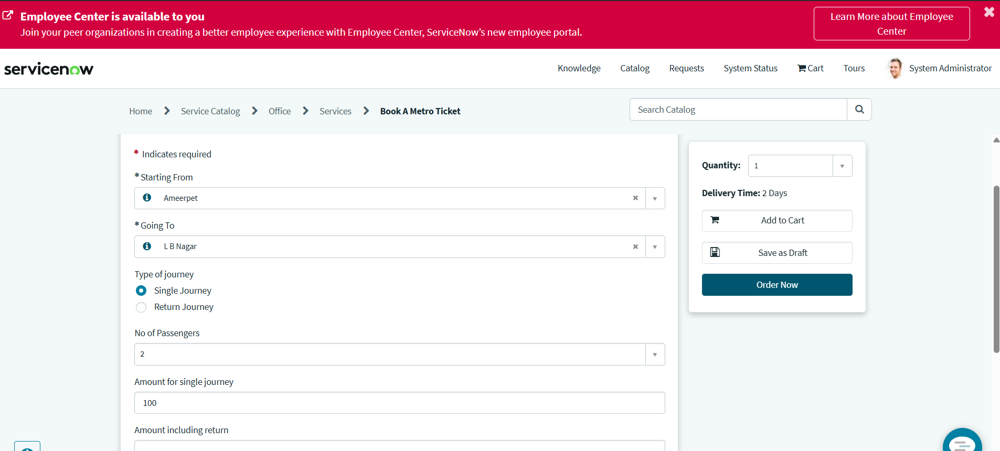 Employee Center is available to you
Join your peer organizations in creating a better employee experience with Employee Center, ServiceNow's new employee portal.
Learn More about Employee
Center
servicenow
Knowledge
Catalog
Requests
System Status
Cart
Tours
System Administrator
Home
Service Catalog
Office
Services
Book A Metro Ticket
Search Catalog
* Indicates required
* Starting From
Ameerpet
* Going To
L B Nagar
Type of journey
Single Journey
Return Journey
No of Passengers
2
Amount for single journey
100
Amount including return
Quantity: 1
Delivery Time: 2 Days
Add to Cart
Save as Draft
Order Now